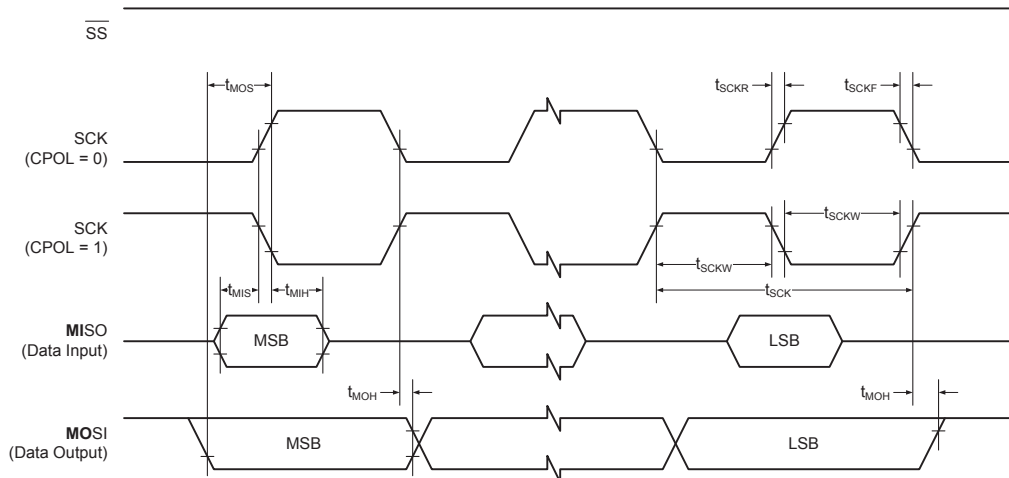 SS
tMOS
tSCKR
tSCKF
SCK
(CPOL = 0)
SCK
(CPOL = 1)
tSCKW
tSCKW
tMIS
tMIH
tSCK
MISO
(Data Input)
MSB
LSB
tMOH
tMOH
MOSI
(Data Output)
MSB
LSB